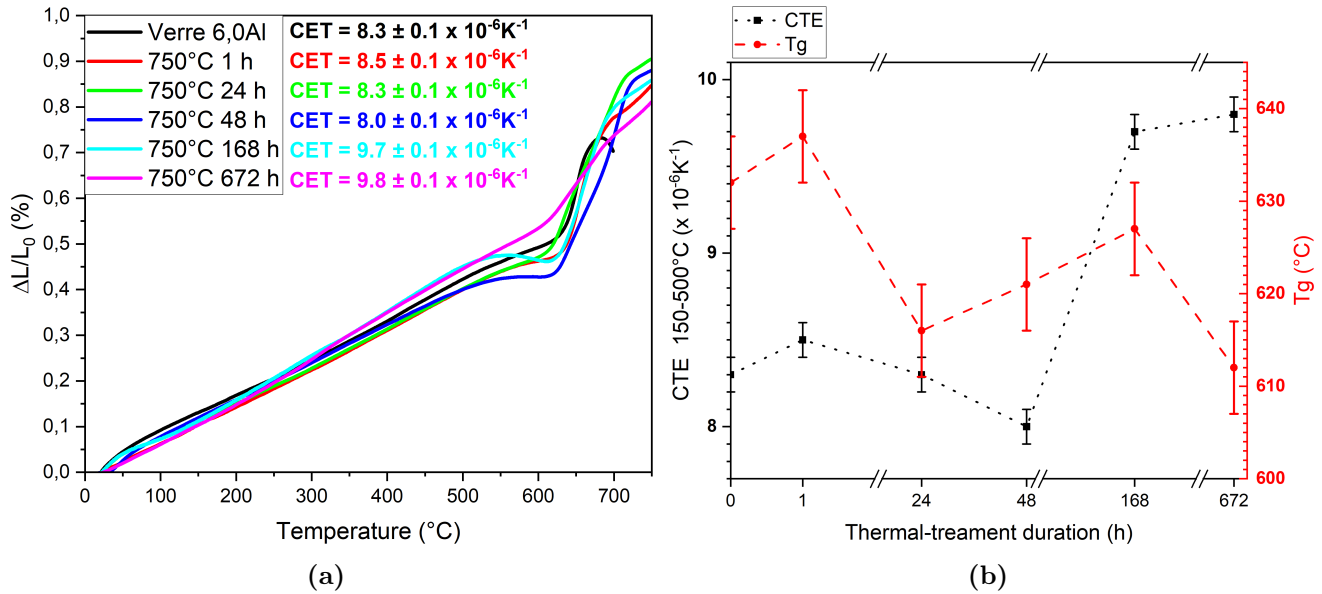 Verre 6,0Al CET = 8.3 ± 0.1 x 10⁻⁶K⁻¹
750°C 1 h CET = 8.5 ± 0.1 x 10⁻⁶K⁻¹
750°C 24 h CET = 8.3 ± 0.1 x 10⁻⁶K⁻¹
750°C 48 h CET = 8.0 ± 0.1 x 10⁻⁶K⁻¹
750°C 168 h CET = 9.7 ± 0.1 x 10⁻⁶K⁻¹
750°C 672 h CET = 9.8 ± 0.1 x 10⁻⁶K⁻¹
1,0
0,9
0,8
0,7
0,6
0,5
0,4
0,3
0,2
0,1
0,0
ΔL/L₀ (%)
0 100 200 300 400 500 600 700
Temperature (°C)
(a)
CTE
Tg
10
9
8
CTE 150-500°C (x 10⁻⁶K⁻¹)
640
630
620
610
600
Tg (°C)
0 1 24 48 168 672
Thermal-treament duration (h)
(b)